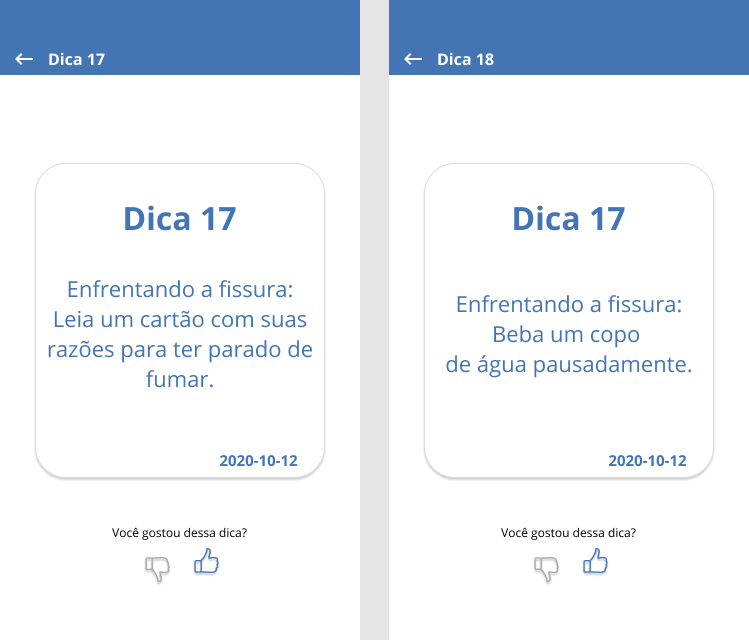 Dica 17
Dica 17
Enfrentando a fissura:
Leia um cartão com suas
razões para ter parado de
fumar.
2020-10-12
Você gostou dessa dica?
Dica 18
Dica 17
Enfrentando a fissura:
Beba um copo
de água pausadamente.
2020-10-12
Você gostou dessa dica?